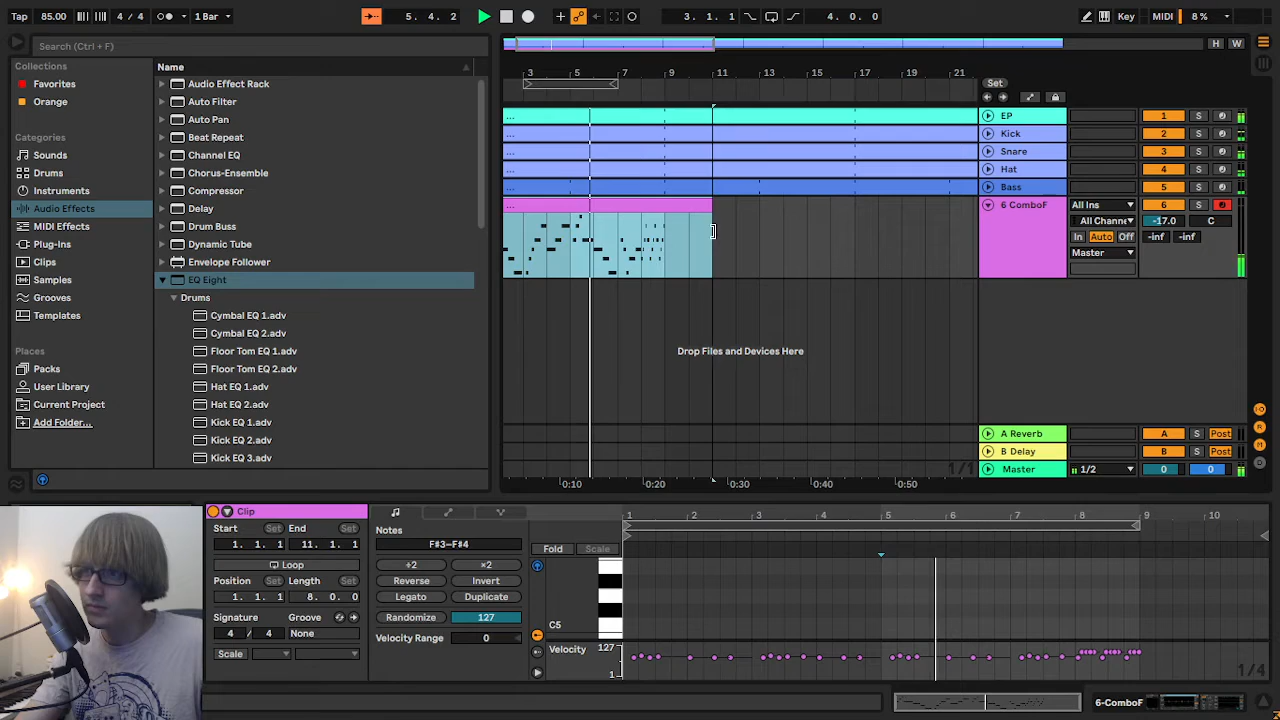 Tap 85.00 4 / 4 1 Bar 5. 4. 2 3. 1. 1 4. 0. 0 Key MIDI 8 %
Search (Ctrl + F)
H W
Collections
Favorites
Orange
Categories
Sounds
Drums
Instruments
Audio Effects
MIDI Effects
Plug-Ins
Clips
Samples
Grooves
Templates
Places
Packs
User Library
Current Project
Add Folder...
Name
Audio Effect Rack
Auto Filter
Auto Pan
Beat Repeat
Channel EQ
Chorus-Ensemble
Compressor
Delay
Drum Buss
Dynamic Tube
Envelope Follower
EQ Eight
Drums
Cymbal EQ 1.adv
Cymbal EQ 2.adv
Floor Tom EQ 1.adv
Floor Tom EQ 2.adv
Hat EQ 1.adv
Hat EQ 2.adv
Kick EQ 1.adv
Kick EQ 2.adv
Kick EQ 3.adv
3 5 7 9 11 13 15 17 19 21
Set
... EP 1 S
... Kick 2 S
... Snare 3 S
... Hat 4 S
... Bass 5 S
... 6 ComboF All Ins 6 S
All Channe -17.0 C
In Auto Off -inf -inf
Master
Drop Files and Devices Here
A Reverb A S Post
B Delay B S Post
1/1 Master 1/2 0 0
0:10 0:20 0:30 0:40 0:50
Clip
Start Set End Set
1. 1. 1 11. 1. 1
Loop
Position Set Length Set
1. 1. 1 8. 0. 0
Signature Groove
4 / 4 None
Scale
Notes
F#3–F#4
÷2 ×2
Reverse Invert
Legato Duplicate
Randomize 127
Velocity Range 0
1 2 3 4 5 6 7 8 9 10
Fold Scale
C5
Velocity 127
1
1/4
6-ComboF